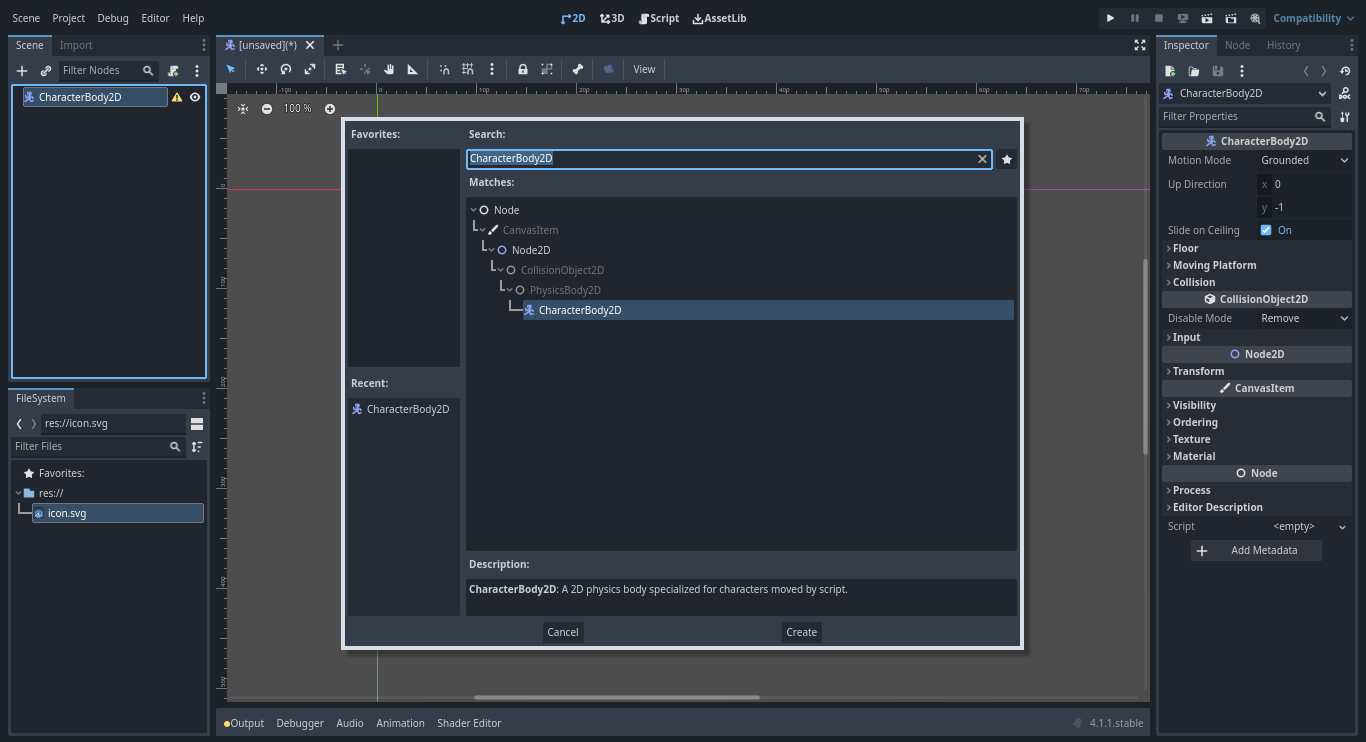 Scene Project Debug Editor Help 2D 3D Script AssetLib Compatibility
Scene Import
Filter Nodes
CharacterBody2D
FileSystem
res://icon.svg
Filter Files
Favorites:
res://
icon.svg
[unsaved](*)
View
100 %
Favorites:
Recent:
CharacterBody2D
Search:
CharacterBody2D
Matches:
Node
CanvasItem
Node2D
CollisionObject2D
PhysicsBody2D
CharacterBody2D
Description:
CharacterBody2D: A 2D physics body specialized for characters moved by script.
Cancel Create
Output Debugger Audio Animation Shader Editor 4.1.1.stable
Inspector Node History
CharacterBody2D
Filter Properties
CharacterBody2D
Motion Mode Grounded
Up Direction x 0
y -1
Slide on Ceiling On
Floor
Moving Platform
Collision
CollisionObject2D
Disable Mode Remove
Input
Node2D
Transform
CanvasItem
Visibility
Ordering
Texture
Material
Node
Process
Editor Description
Script <empty>
Add Metadata